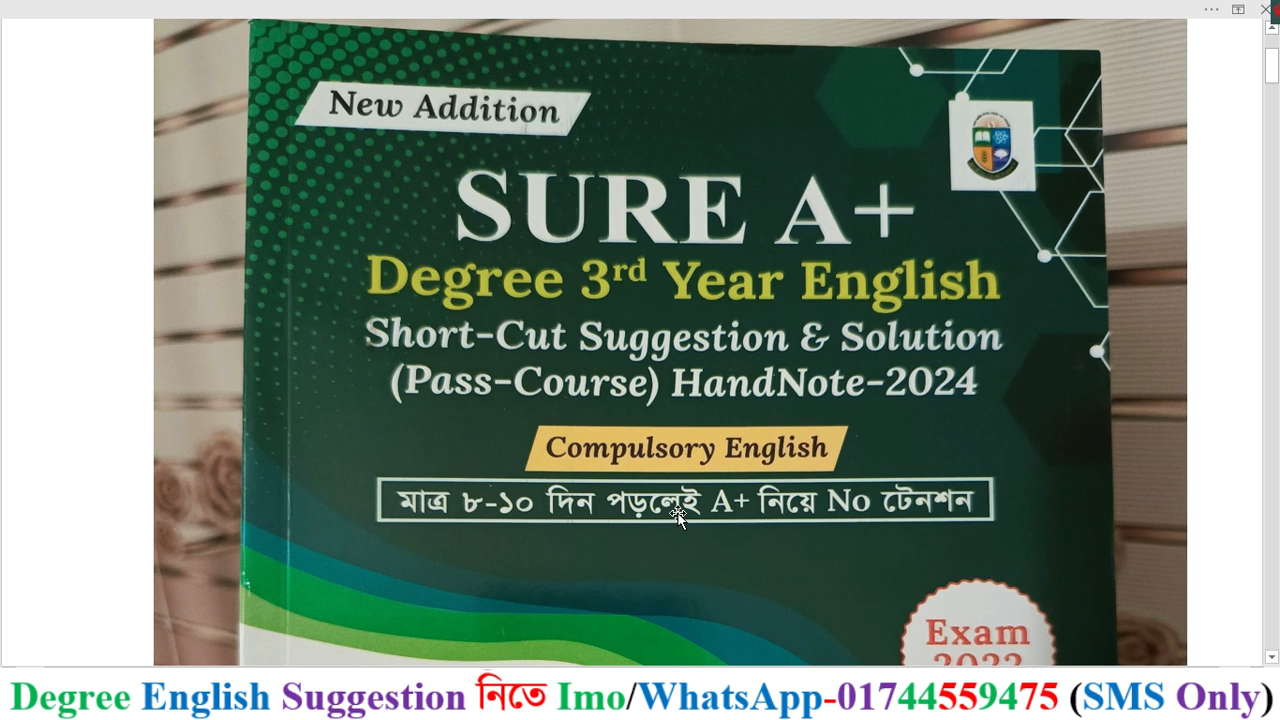 New Addition
SURE A+
Degree 3rd Year English
Short-Cut Suggestion & Solution
(Pass-Course) HandNote-2024
Compulsory English
মাত্র ৮-১০ দিন পড়লেই A+ নিয়ে No টেনশন
Exam
Degree English Suggestion নিতে Imo/WhatsApp-01744559475 (SMS Only)